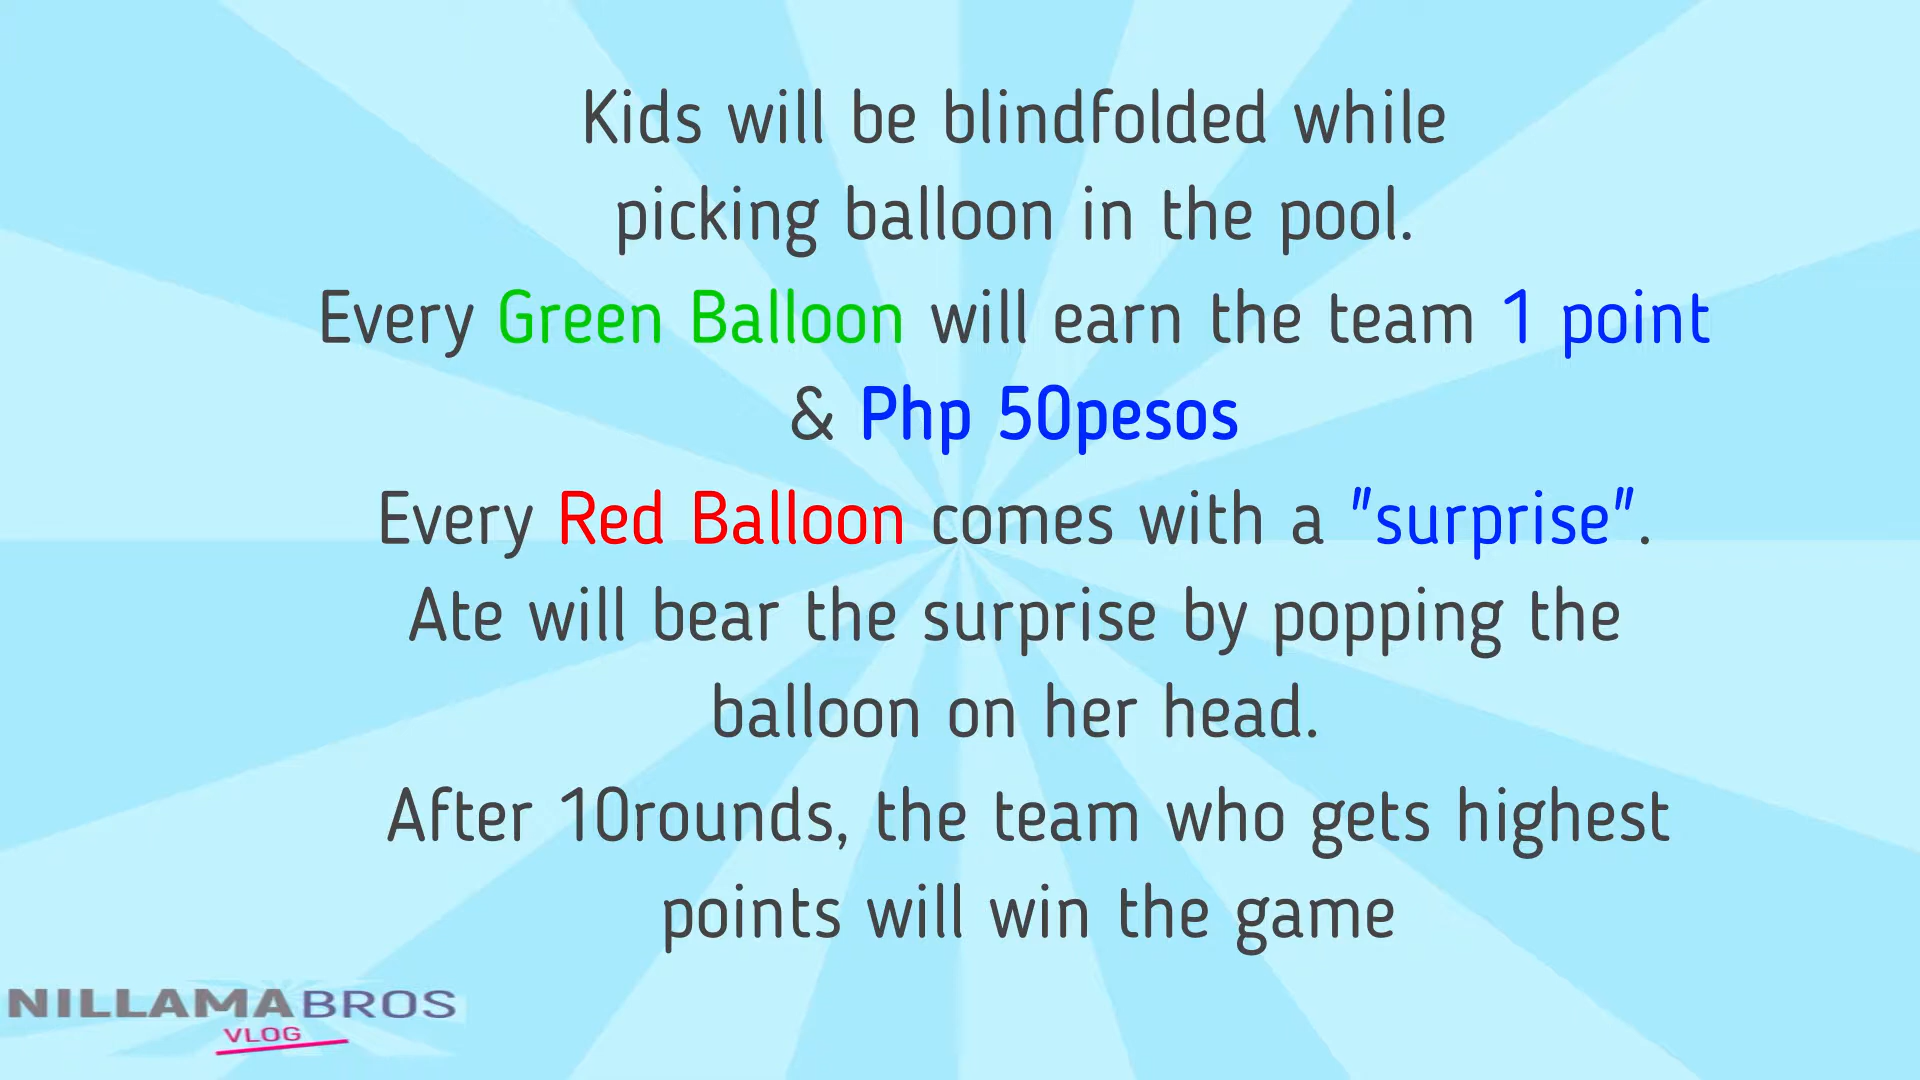 Kids will be blindfolded while
picking balloon in the pool.
Every Green Balloon will earn the team 1 point
& Php 50pesos
Every Red Balloon comes with a "surprise".
Ate will bear the surprise by popping the
balloon on her head.
After 10rounds, the team who gets highest
points will win the game
NILLAMABROS
VLOG